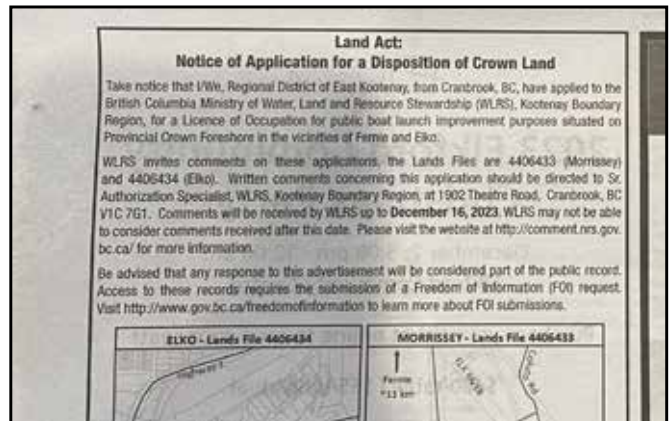 Land Act:
Notice of Application for a Disposition of Crown Land
Take notice that I/We, Regional District of East Kootenay, from Cranbrook, BC, have applied to the
British Columbia Ministry of Water, Land and Resource Stewardship (WLRS), Kootenay Boundary
Region, for a Licence of Occupation for public boat launch improvement purposes situated on
Provincial Crown Foreshore in the vicinities of Fernie and Elko.
WLRS invites comments on these applications, the Lands Files are 4406433 (Morrissey)
and 4406434 (Elko). Written comments concerning this application should be directed to Sr.
Authorization Specialist, WLRS, Kootenay Boundary Region, at 1902 Theatre Road, Cranbrook, BC
V1C 7G1. Comments will be received by WLRS up to December 16, 2023. WLRS may not be able
to consider comments received after this date. Please visit the website at http://comment.nrs.gov.
bc.ca/ for more information.
Be advised that any response to this advertisement will be considered part of the public record.
Access to these records requires the submission of a Freedom of Information (FOI) request.
Visit http://www.gov.bc.ca/freedomofinformation to learn more about FOI submissions.
ELKO - Lands File 4406434
MORRISSEY - Lands File 4406433
Highway 3
Fernie
~13 km
Elk River